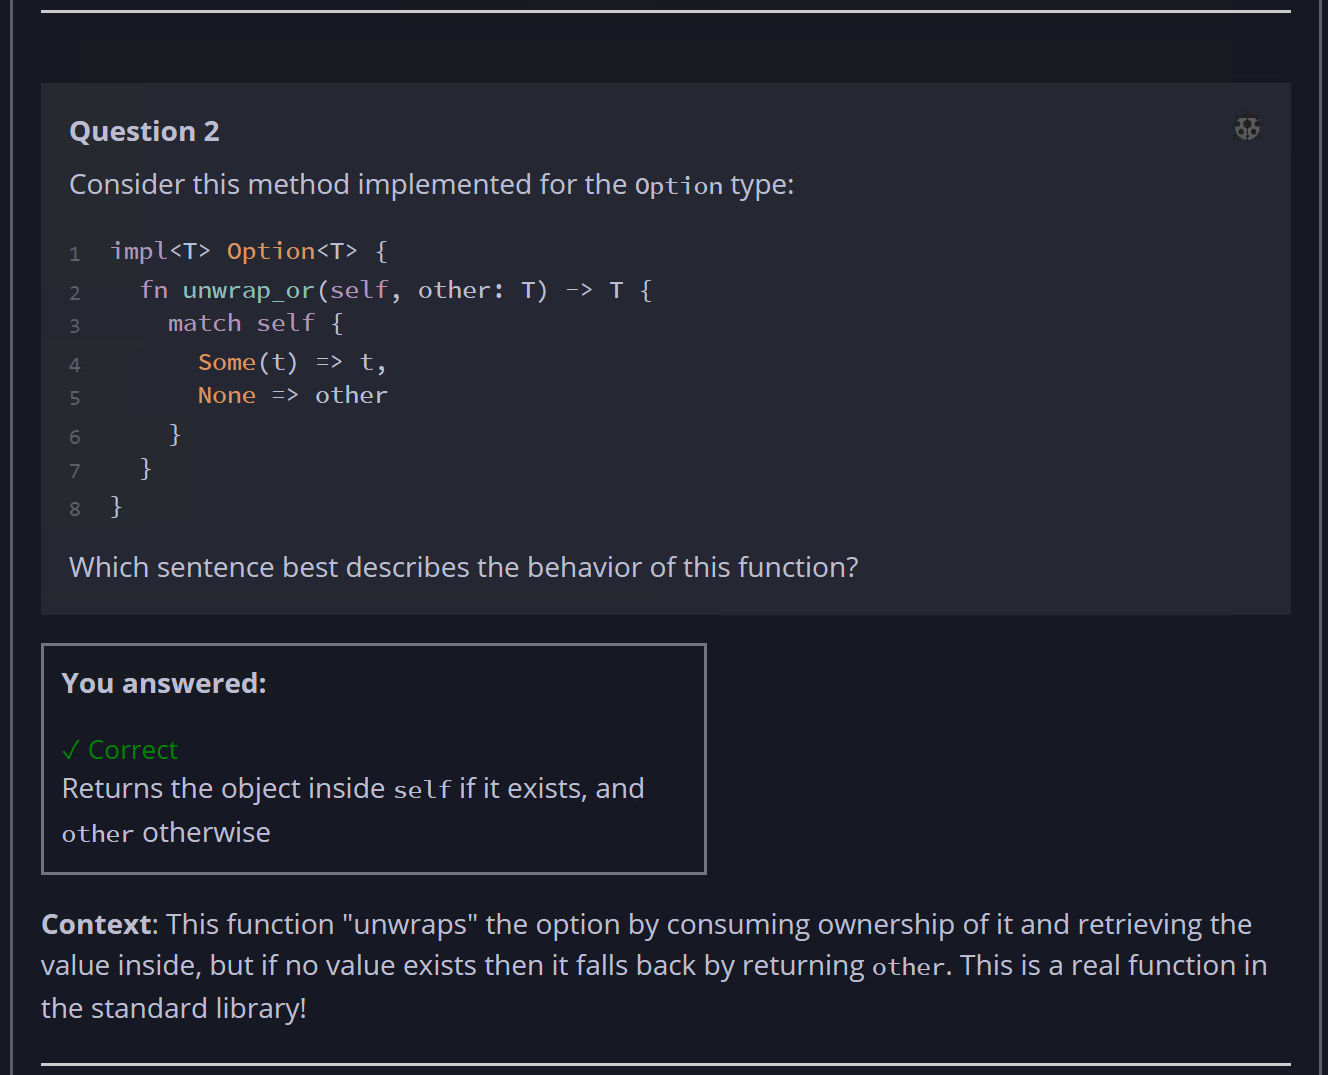 Question 2
Consider this method implemented for the Option type:
1 impl<T> Option<T> {
2   fn unwrap_or(self, other: T) -> T {
3     match self {
4       Some(t) => t,
5       None => other
6     }
7   }
8 }
Which sentence best describes the behavior of this function?
You answered:
✓ Correct
Returns the object inside self if it exists, and
other otherwise
Context: This function "unwraps" the option by consuming ownership of it and retrieving the
value inside, but if no value exists then it falls back by returning other. This is a real function in
the standard library!